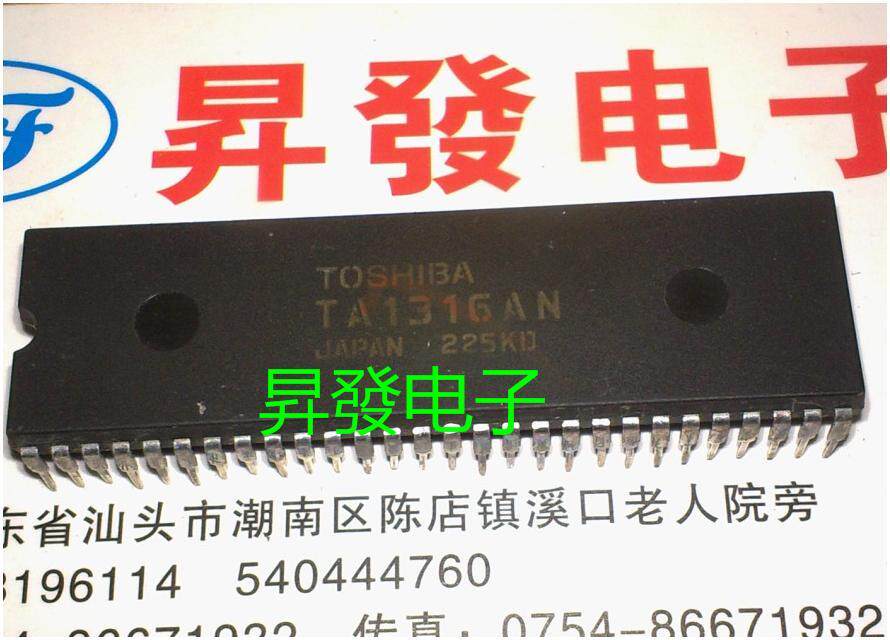 昇發电子
TOSHIBA
TA1316AN
JAPAN 225KD
昇發电子
东省汕头市潮南区陈店镇溪口老人院旁
3196114 540444760
86671932 传真: 0754-86671932